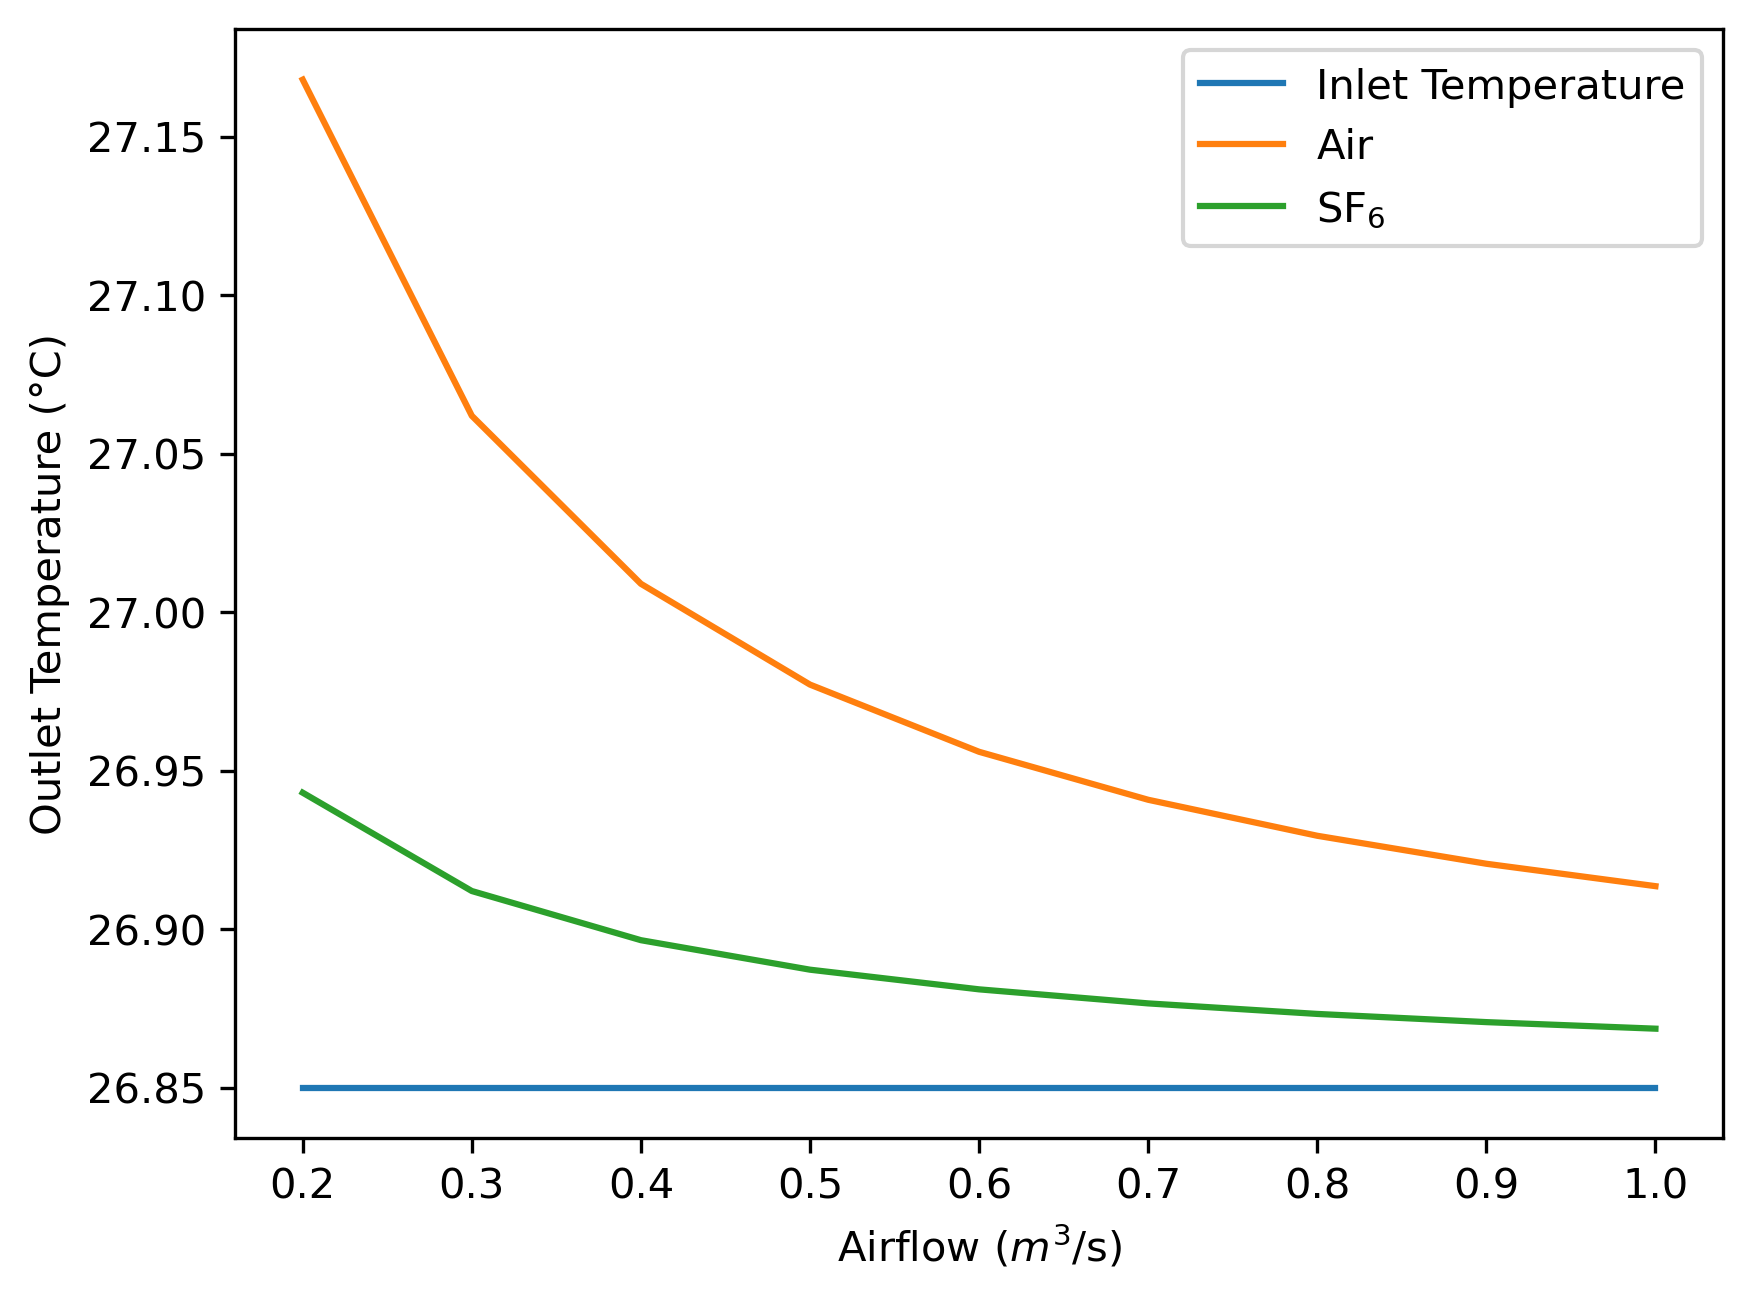 Inlet Temperature
Air
SF₆
27.15
27.10
27.05
27.00
26.95
26.90
26.85
Outlet Temperature (°C)
0.2 0.3 0.4 0.5 0.6 0.7 0.8 0.9 1.0
Airflow (m³/s)